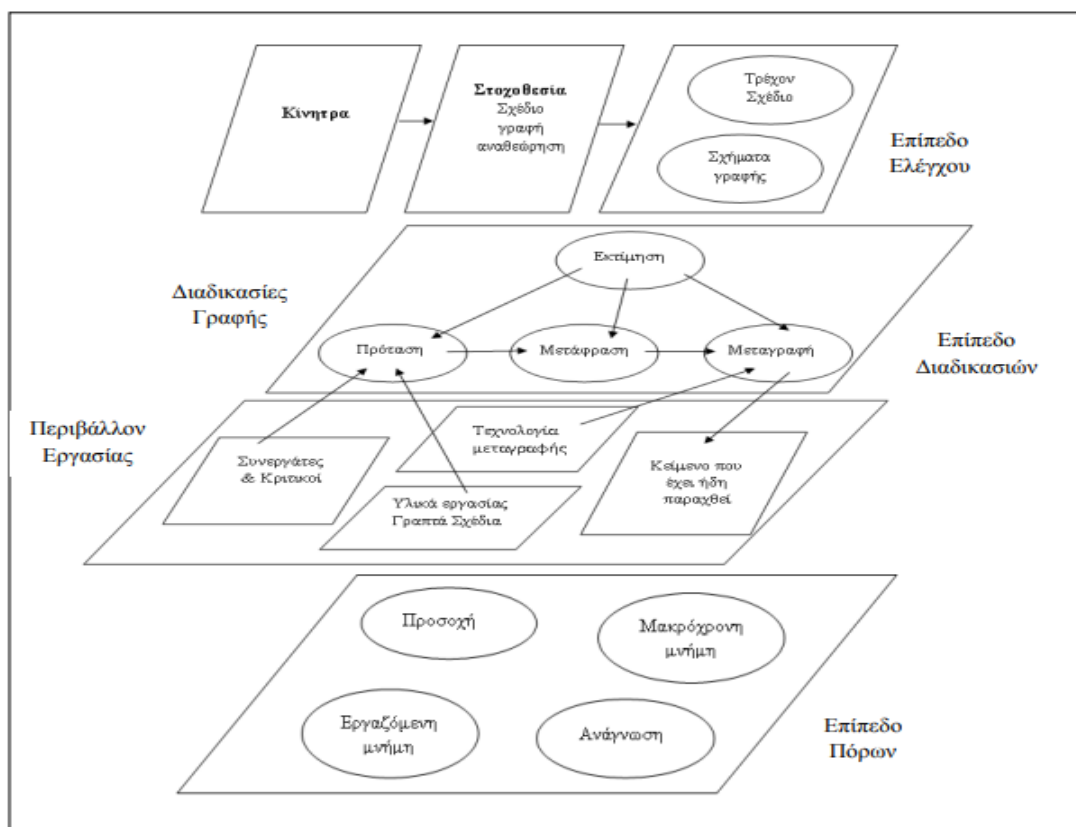 Κίνητρα
Στοχοθεσία
Σχέδιο
γραφή
αναθεώρηση
Τρέχον
Σχέδιο
Σχήματα
γραφής
Επίπεδο
Ελέγχου
Εκτίμηση
Διαδικασίες
Γραφής
Πρόταση
Μετάφραση
Μεταγραφή
Επίπεδο
Διαδικασιών
Περιβάλλον
Εργασίας
Συνεργάτες
& Κριτικοί
Τεχνολογία
μεταγραφής
Υλικά εργασίας
Γραπτά Σχέδια
Κείμενο που
έχει ήδη
παραχθεί
Προσοχή
Μακρόχρονη
μνήμη
Εργαζόμενη
μνήμη
Ανάγνωση
Επίπεδο
Πόρων